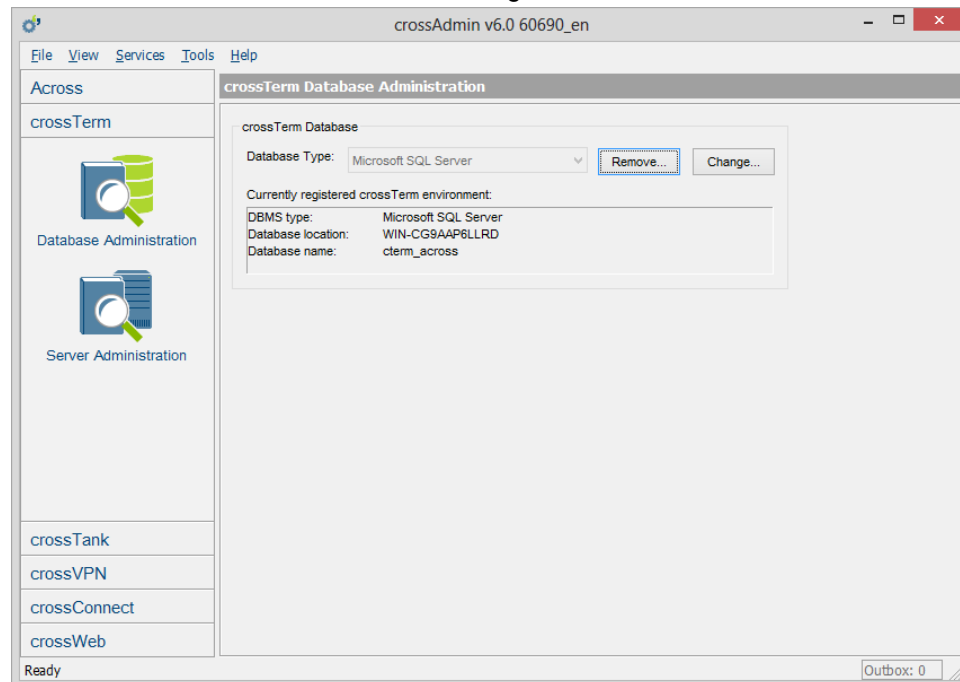 crossAdmin v6.0 60690_en
File View Services Tools Help
Across
crossTerm
Database Administration
Server Administration
crossTank
crossVPN
crossConnect
crossWeb
crossTerm Database Administration
crossTerm Database
Database Type: Microsoft SQL Server Remove... Change...
Currently registered crossTerm environment:
DBMS type: Microsoft SQL Server
Database location: WIN-CG9AAP6LLRD
Database name: cterm_across
Ready Outbox: 0